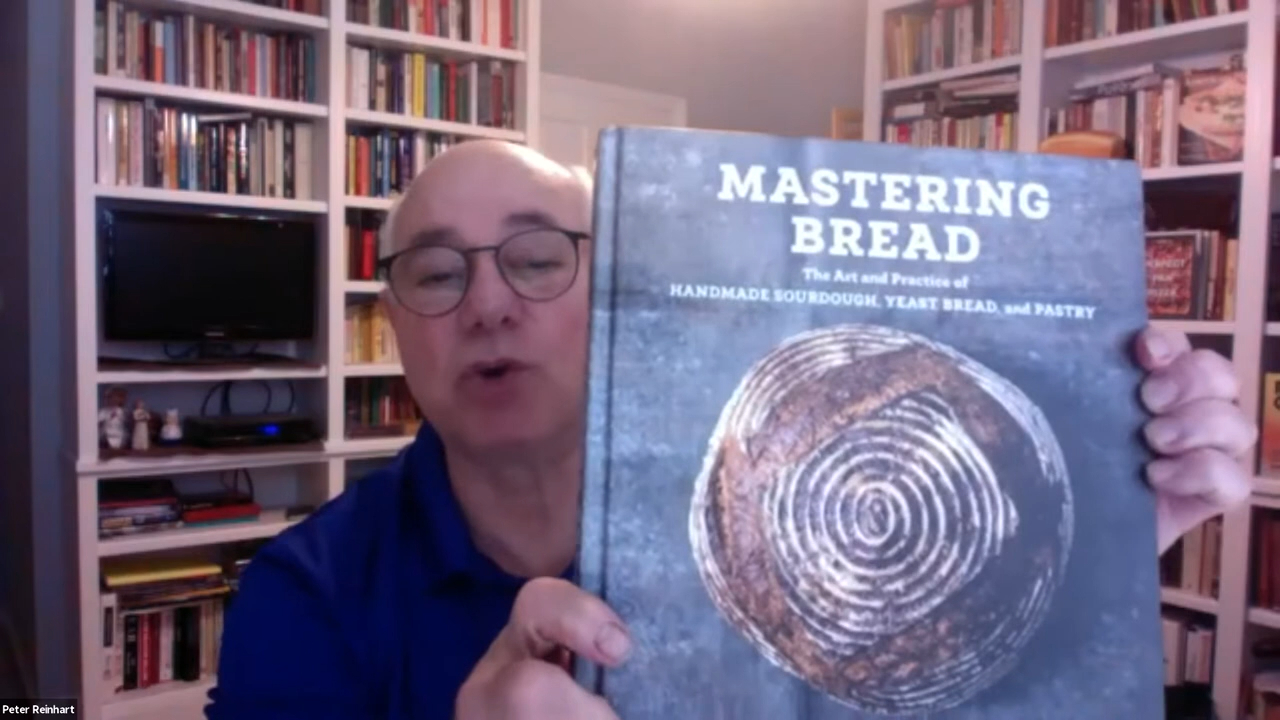 MASTERING
BREAD
The Art and Practice of
HANDMADE SOURDOUGH, YEAST BREAD, and PASTRY
Peter Reinhart